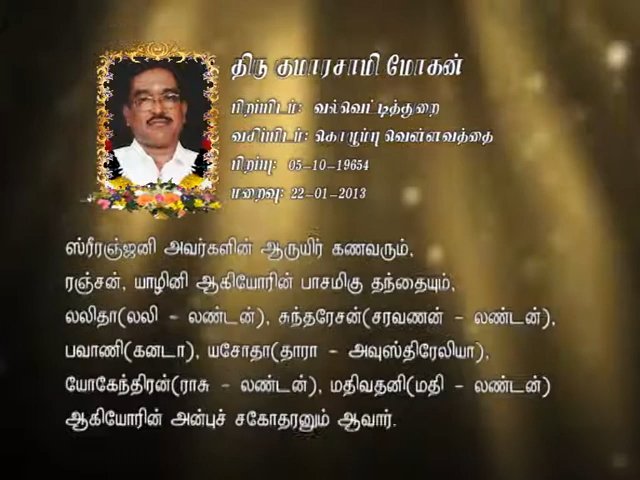 திரு குமாரசாமி மோகன்
பிறப்பிடம்: வல்வெட்டித்துறை
வசிப்பிடம்: கொழும்பு வெள்ளவத்தை
பிறப்பு: 05-10-19654
மறைவு: 22-01-2013
ஸ்ரீரஞ்ஜனி அவர்களின் ஆருயிர் கணவரும்,
ரஞ்சன், யாழினி ஆகியோரின் பாசமிகு தந்தையும்,
லலிதா(லலி - லண்டன்), சுந்தரேசன்(சரவணன் - லண்டன்),
பவாணி(கனடா), யசோதா(தாரா - அவுஸ்திரேலியா),
யோகேந்திரன்(ராசு - லண்டன்), மதிவதனி(மதி - லண்டன்)
ஆகியோரின் அன்புச் சகோதரனும் ஆவார்.